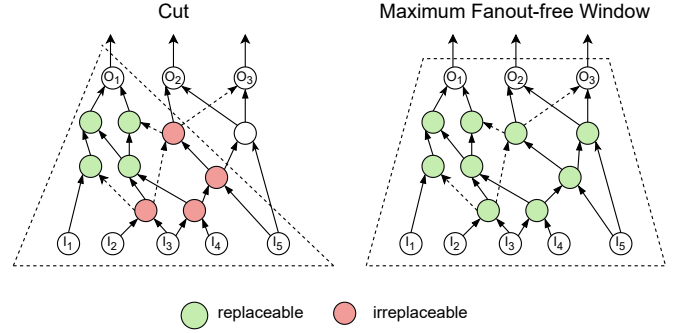 Cut
Maximum Fanout-free Window
O1 O2 O3
O1 O2 O3
I1 I2 I3 I4 I5
I1 I2 I3 I4 I5
replaceable
irreplaceable